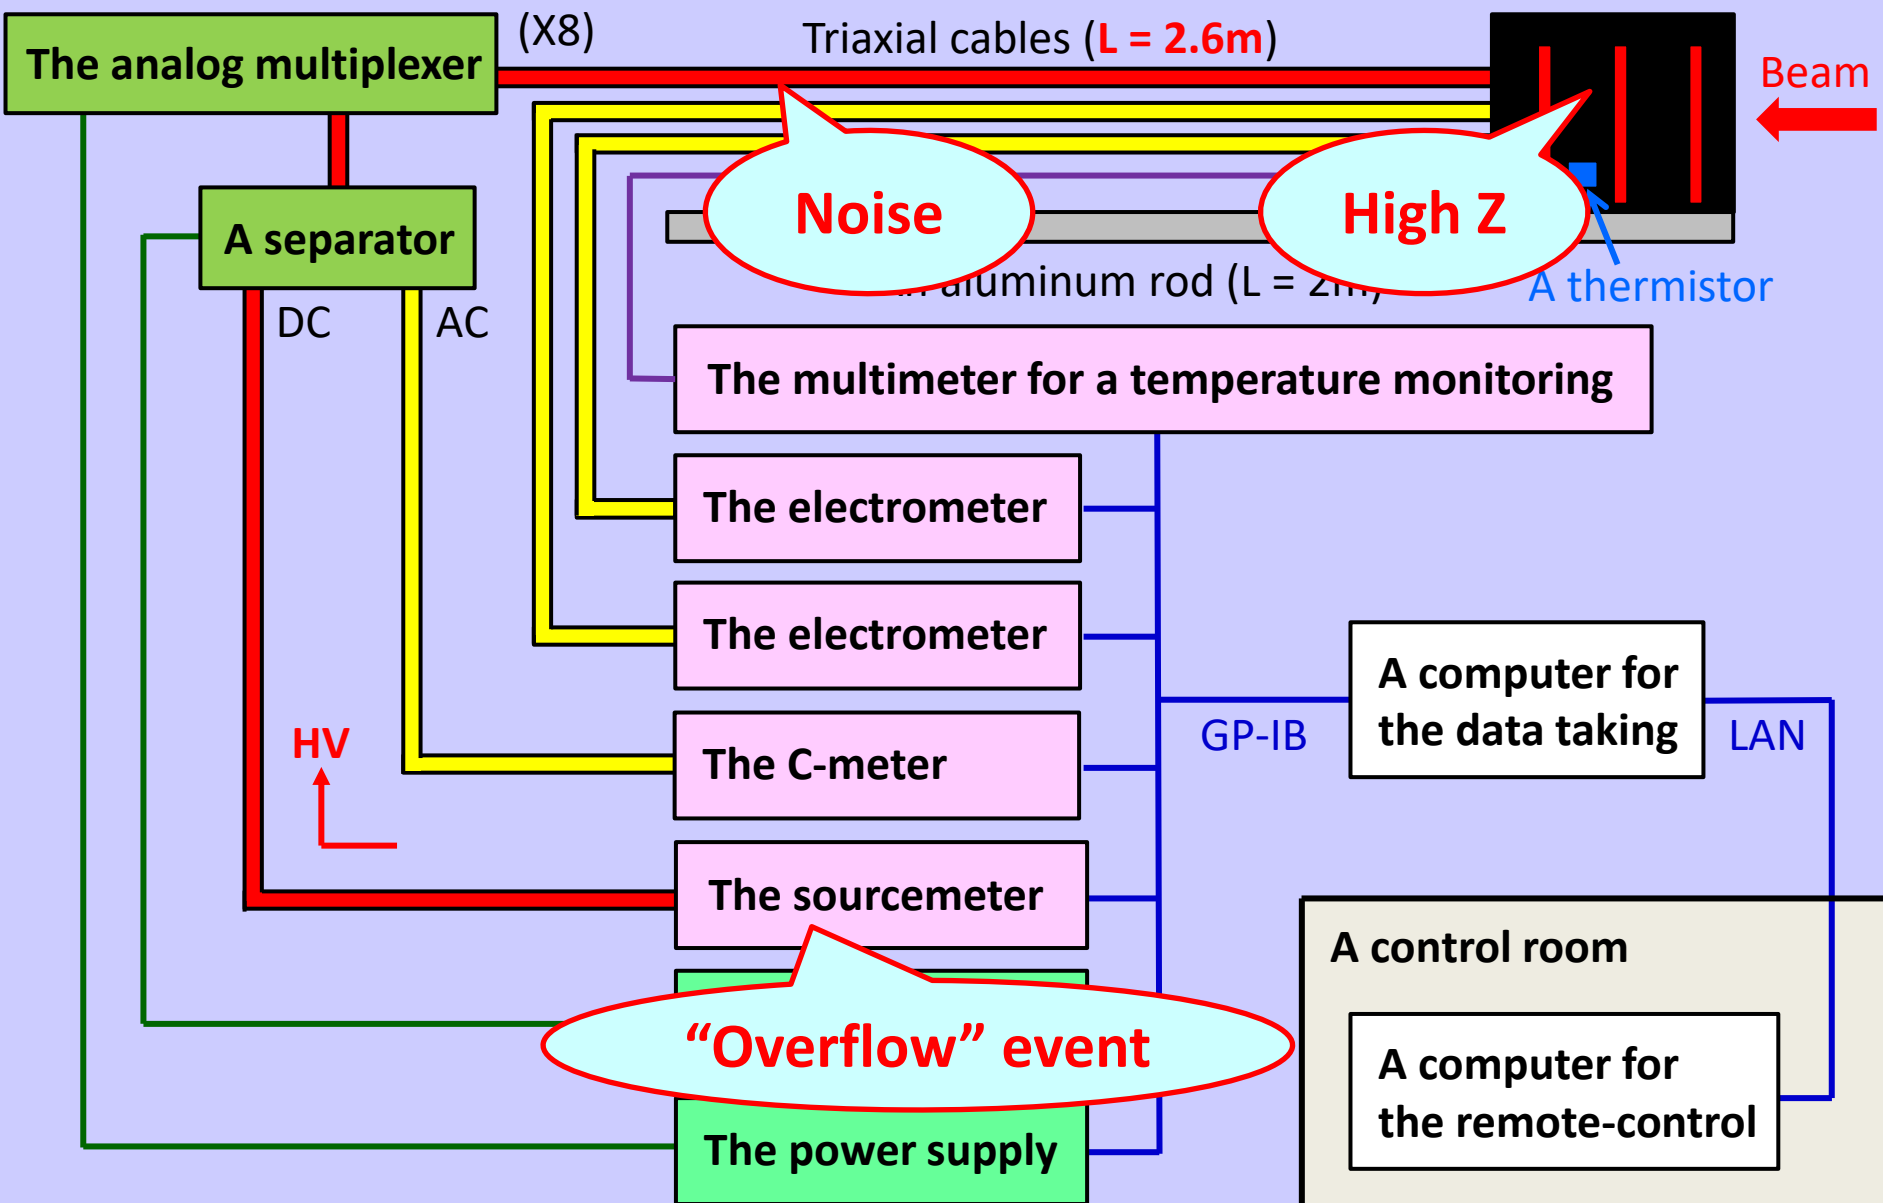 (X8)
Triaxial cables (L = 2.6m)
The analog multiplexer
Beam
Noise
High Z
A separator
aluminum rod (L = 2m)
A thermistor
DC
AC
The multimeter for a temperature monitoring
The electrometer
The electrometer
A computer for
the data taking
GP-IB
LAN
HV
The C-meter
The sourcemeter
A control room
“Overflow” event
A computer for
the remote-control
The power supply